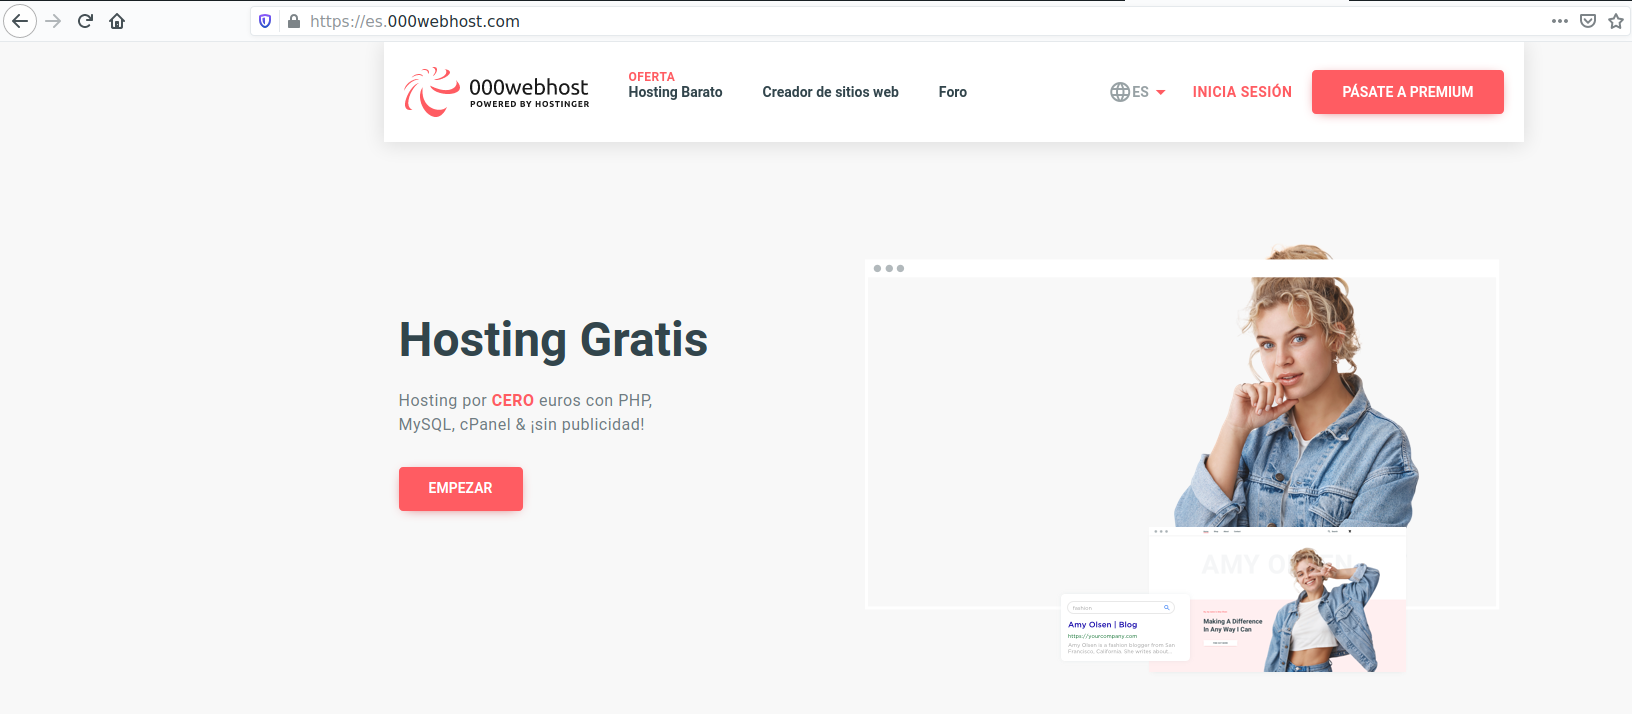 https://es.000webhost.com
000webhost
POWERED BY HOSTINGER
OFERTA
Hosting Barato
Creador de sitios web
Foro
ES
INICIA SESIÓN
PÁSATE A PREMIUM
Hosting Gratis
Hosting por CERO euros con PHP,
MySQL, cPanel & ¡sin publicidad!
EMPEZAR
AMY OLSEN
fashion
Amy Olsen | Blog
https://yourcompany.com
Amy Olsen is a fashion blogger from San
Francisco, California. She writes about...
Making A Difference
In Any Way I Can